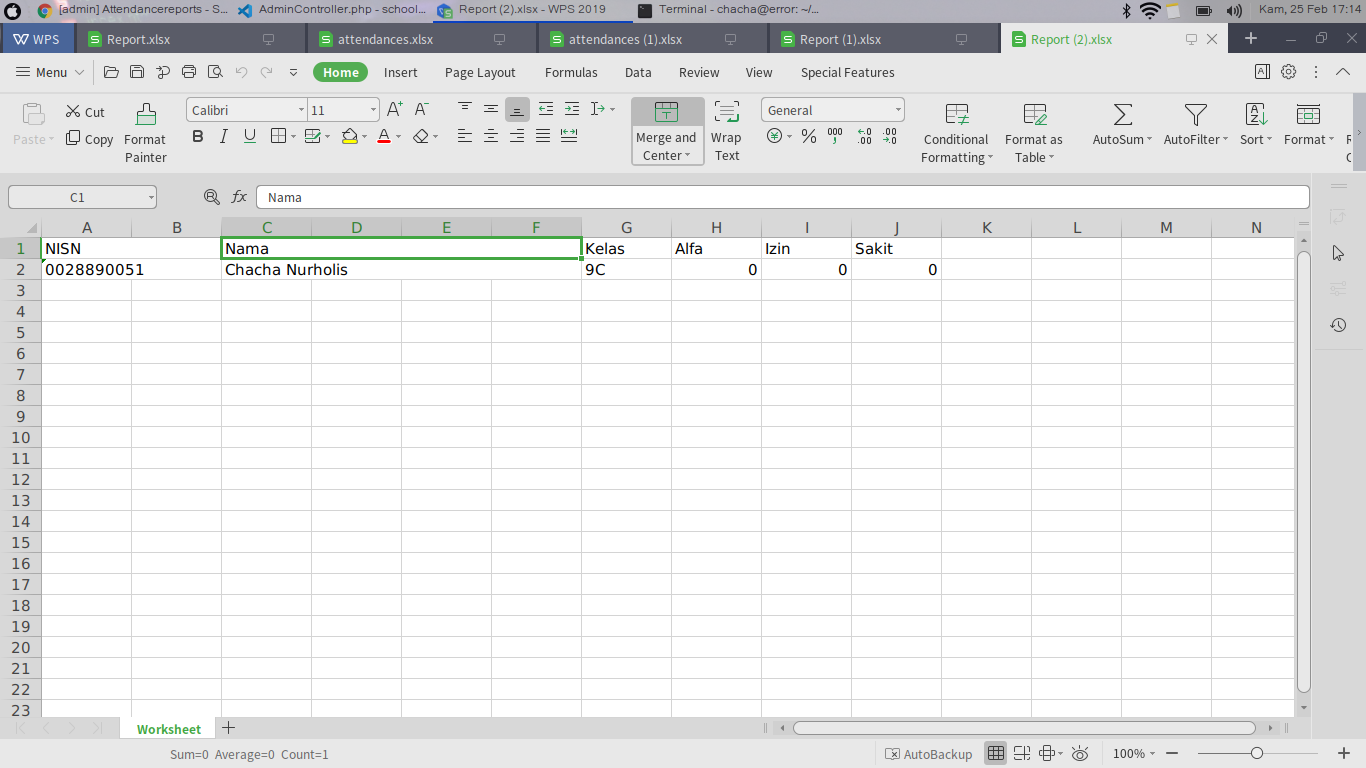 [admin] Attendancereports - S... AdminController.php - school... Report (2).xlsx - WPS 2019 Terminal - chacha@error: ~/... Kam, 25 Feb 17:14
WPS Report.xlsx attendances.xlsx attendances (1).xlsx Report (1).xlsx Report (2).xlsx
Menu Home Insert Page Layout Formulas Data Review View Special Features
Paste Cut Copy Format Painter Calibri 11 Merge and Center Wrap Text General Conditional Formatting Format as Table AutoSum AutoFilter Sort Format
C1 fx Nama
A B C D E F G H I J K L M N
1 NISN Nama Kelas Alfa Izin Sakit
2 0028890051 Chacha Nurholis 9C 0 0 0
3
4
5
6
7
8
9
10
11
12
13
14
15
16
17
18
19
20
21
22
23
Worksheet
Sum=0 Average=0 Count=1 AutoBackup 100%